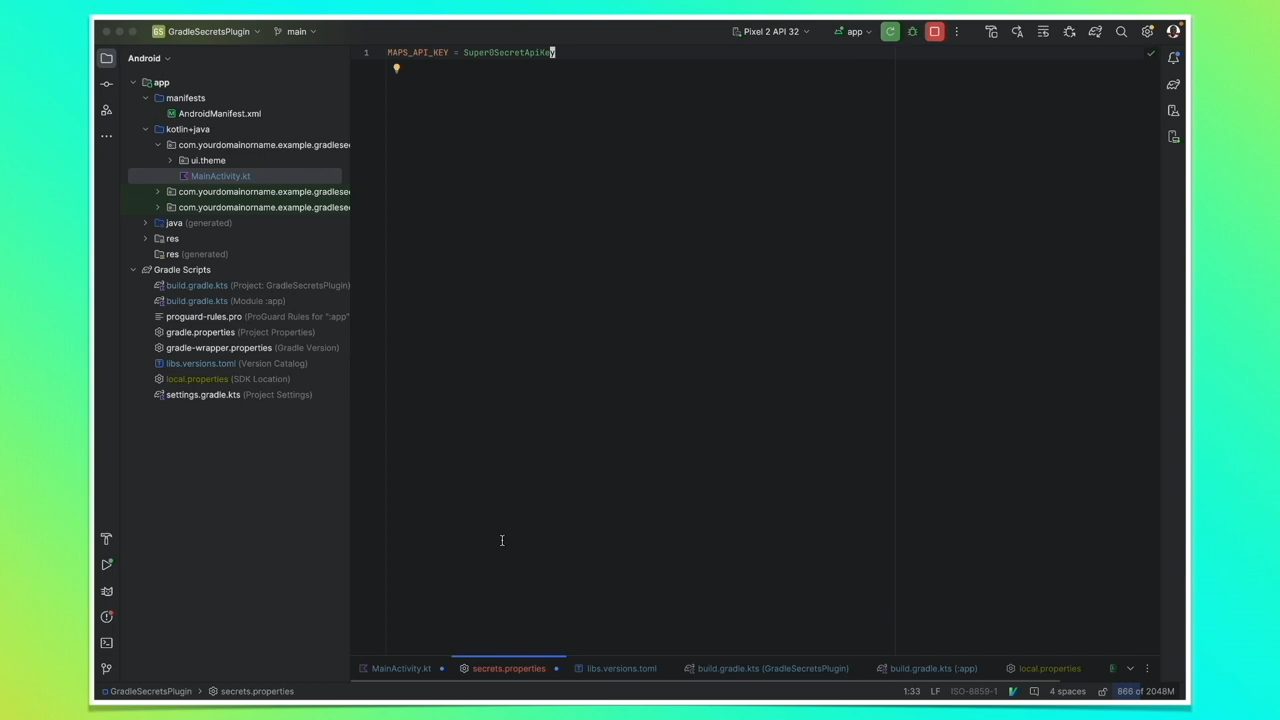 GS GradleSecretsPlugin main Pixel 2 API 32 app
Android
1 MAPS_API_KEY = Super0SecretApiKey
app
manifests
AndroidManifest.xml
kotlin+java
com.yourdomainorname.example.gradlesec
ui.theme
MainActivity.kt
com.yourdomainorname.example.gradlesec
com.yourdomainorname.example.gradlesec
java (generated)
res
res (generated)
Gradle Scripts
build.gradle.kts (Project: GradleSecretsPlugin)
build.gradle.kts (Module :app)
proguard-rules.pro (ProGuard Rules for ":app"
gradle.properties (Project Properties)
gradle-wrapper.properties (Gradle Version)
libs.versions.toml (Version Catalog)
local.properties (SDK Location)
settings.gradle.kts (Project Settings)
MainActivity.kt secrets.properties libs.versions.toml build.gradle.kts (GradleSecretsPlugin) build.gradle.kts (:app) local.properties
GradleSecretsPlugin > secrets.properties 1:33 LF ISO-8859-1 4 spaces 866 of 2048M